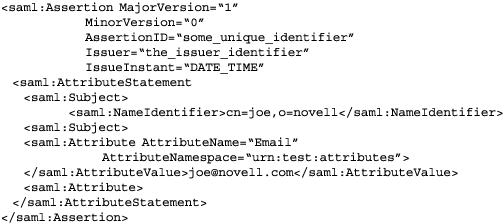 <saml:Assertion MajorVersion=“1”
MinorVersion=“0”
AssertionID=“some_unique_identifier”
Issuer=“the_issuer_identifier”
IssueInstant=“DATE_TIME”
<saml:AttributeStatement
<saml:Subject>
<saml:NameIdentifier>cn=joe,o=novell</saml:NameIdentifier>
<saml:Subject>
<saml:Attribute AttributeName=“Email”
AttributeNamespace=“urn:test:attributes”>
</saml:AttributeValue>joe@novell.com</saml:AttributeValue>
<saml:Attribute>
</saml:AttributeStatement>
</saml:Assertion>